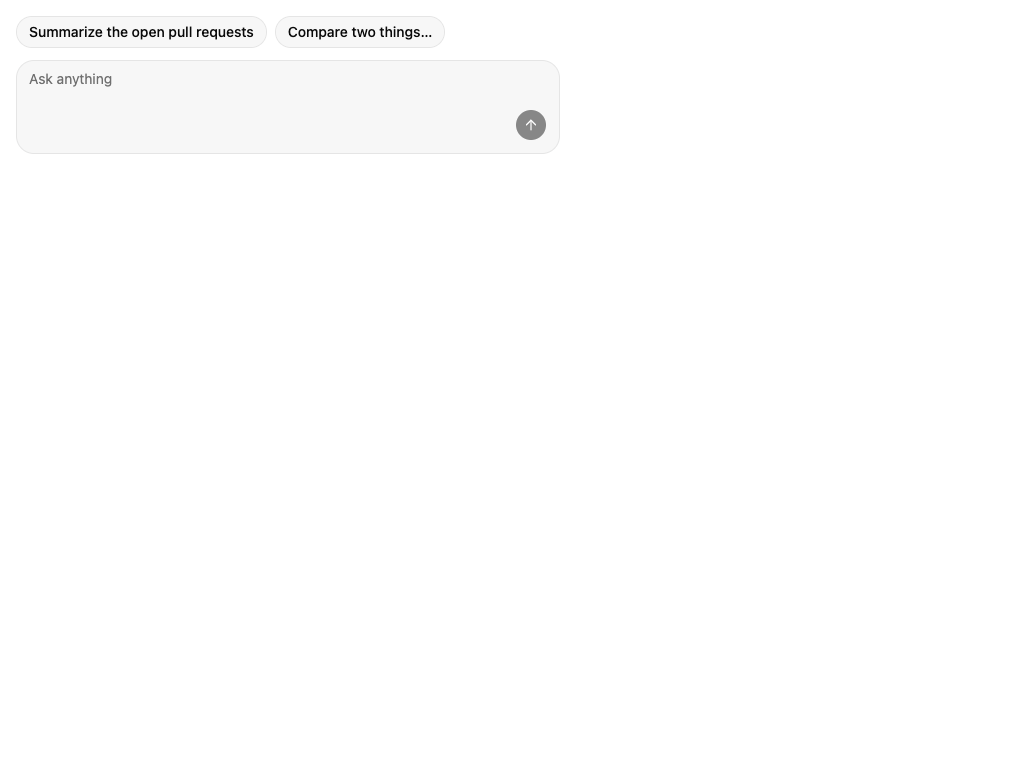 Summarize the open pull requests
Compare two things...
Ask anything